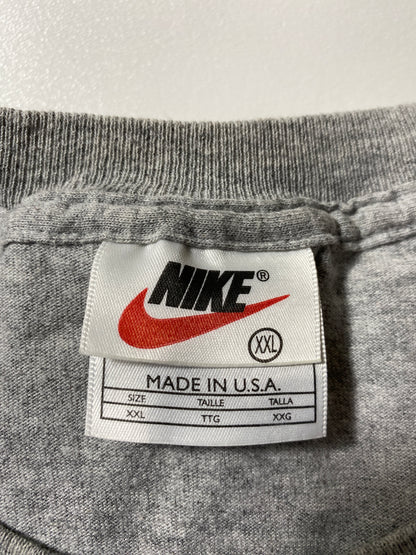 NIKE®
XXL
MADE IN U.S.A.
SIZE TAILLE TALLA
XXL TTG XXG